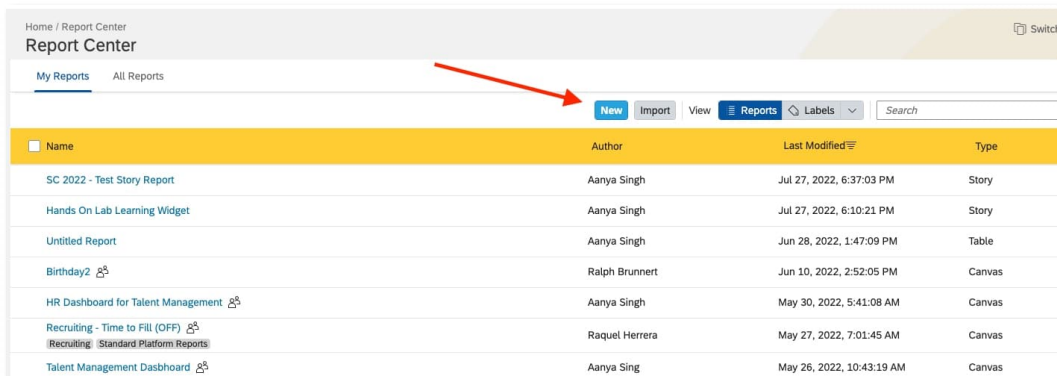 Home / Report Center
Report Center
Switch
My Reports All Reports
New Import View Reports Labels Search
Name Author Last Modified Type
SC 2022 - Test Story Report Aanya Singh Jul 27, 2022, 6:37:03 PM Story
Hands On Lab Learning Widget Aanya Singh Jul 27, 2022, 6:10:21 PM Story
Untitled Report Aanya Singh Jun 28, 2022, 1:47:09 PM Table
Birthday2 Ralph Brunnert Jun 10, 2022, 2:52:05 PM Canvas
HR Dashboard for Talent Management Aanya Singh May 30, 2022, 5:41:08 AM Canvas
Recruiting - Time to Fill (OFF) Raquel Herrera May 27, 2022, 7:01:45 AM Canvas
Recruiting Standard Platform Reports
Talent Management Dasbhoard Aanya Sing May 26, 2022, 10:43:19 AM Canvas